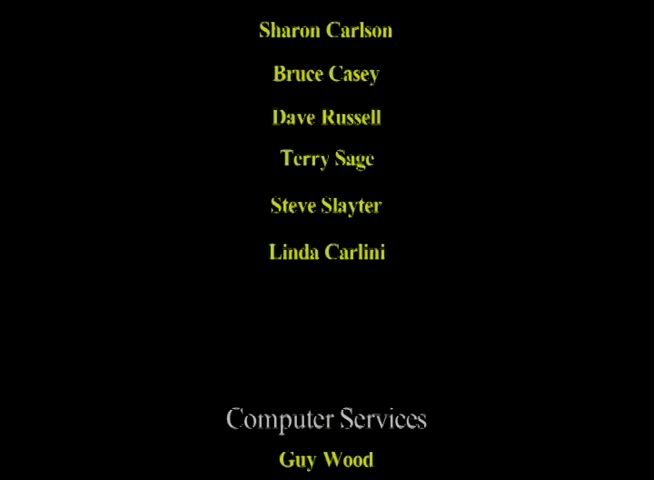 Sharon Carlson
Bruce Casey
Dave Russell
Terry Sage
Steve Slayter
Linda Carlini
Computer Services
Guy Wood